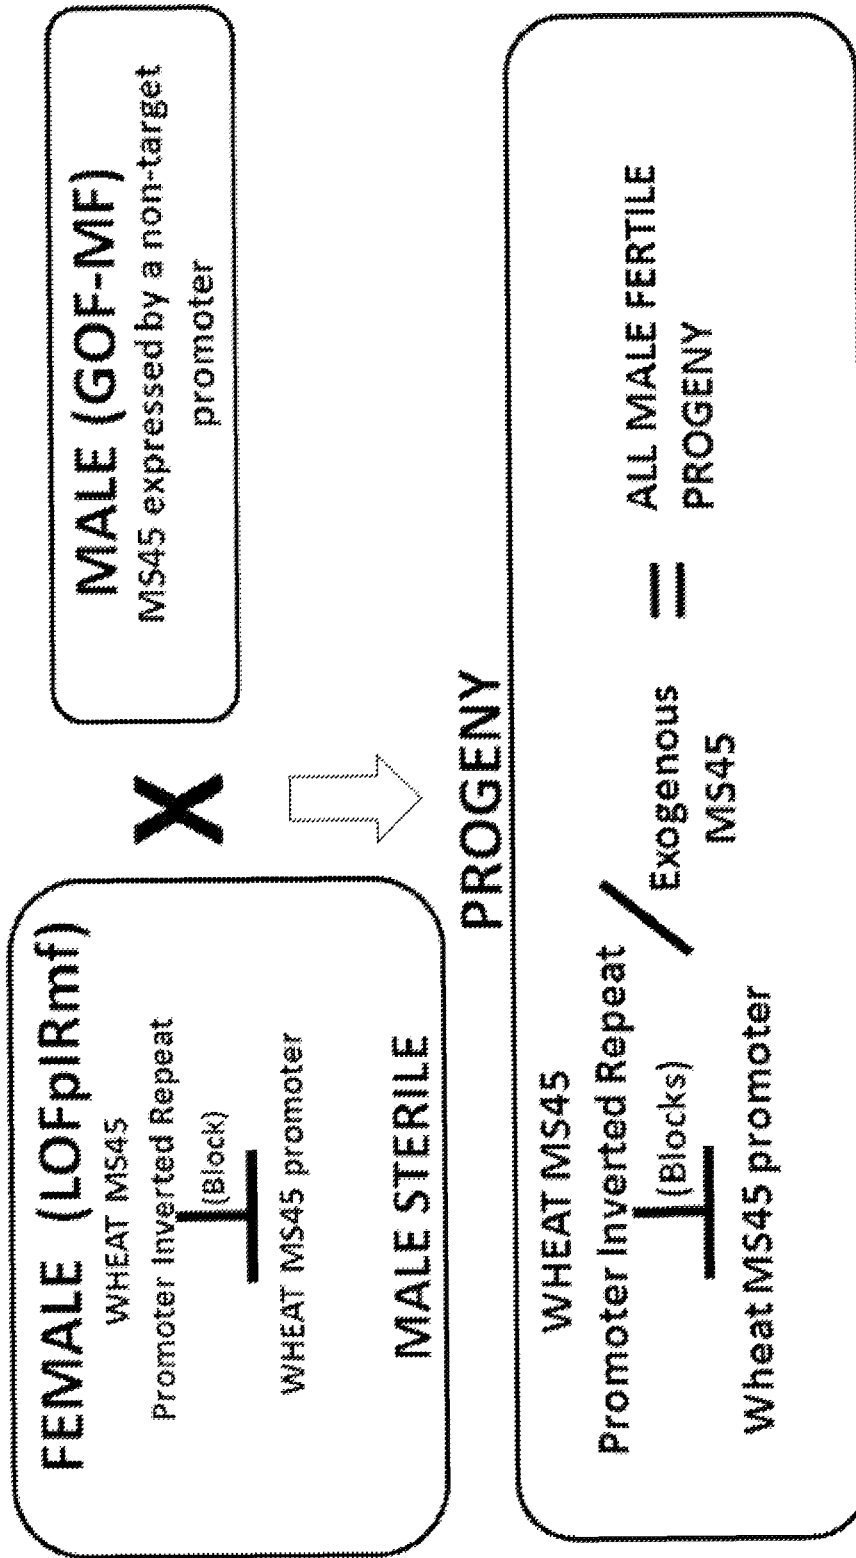 FEMALE (LOFpIRmf)
WHEAT MS45
Promoter Inverted Repeat
(Block)
WHEAT MS45 promoter
MALE STERILE
X
MALE (GOF-MF)
MS45 expressed by a non-target
promoter
PROGENY
WHEAT MS45
Promoter Inverted Repeat
(Blocks)
Wheat MS45 promoter
/
Exogenous
MS45
=
ALL MALE FERTILE
PROGENY